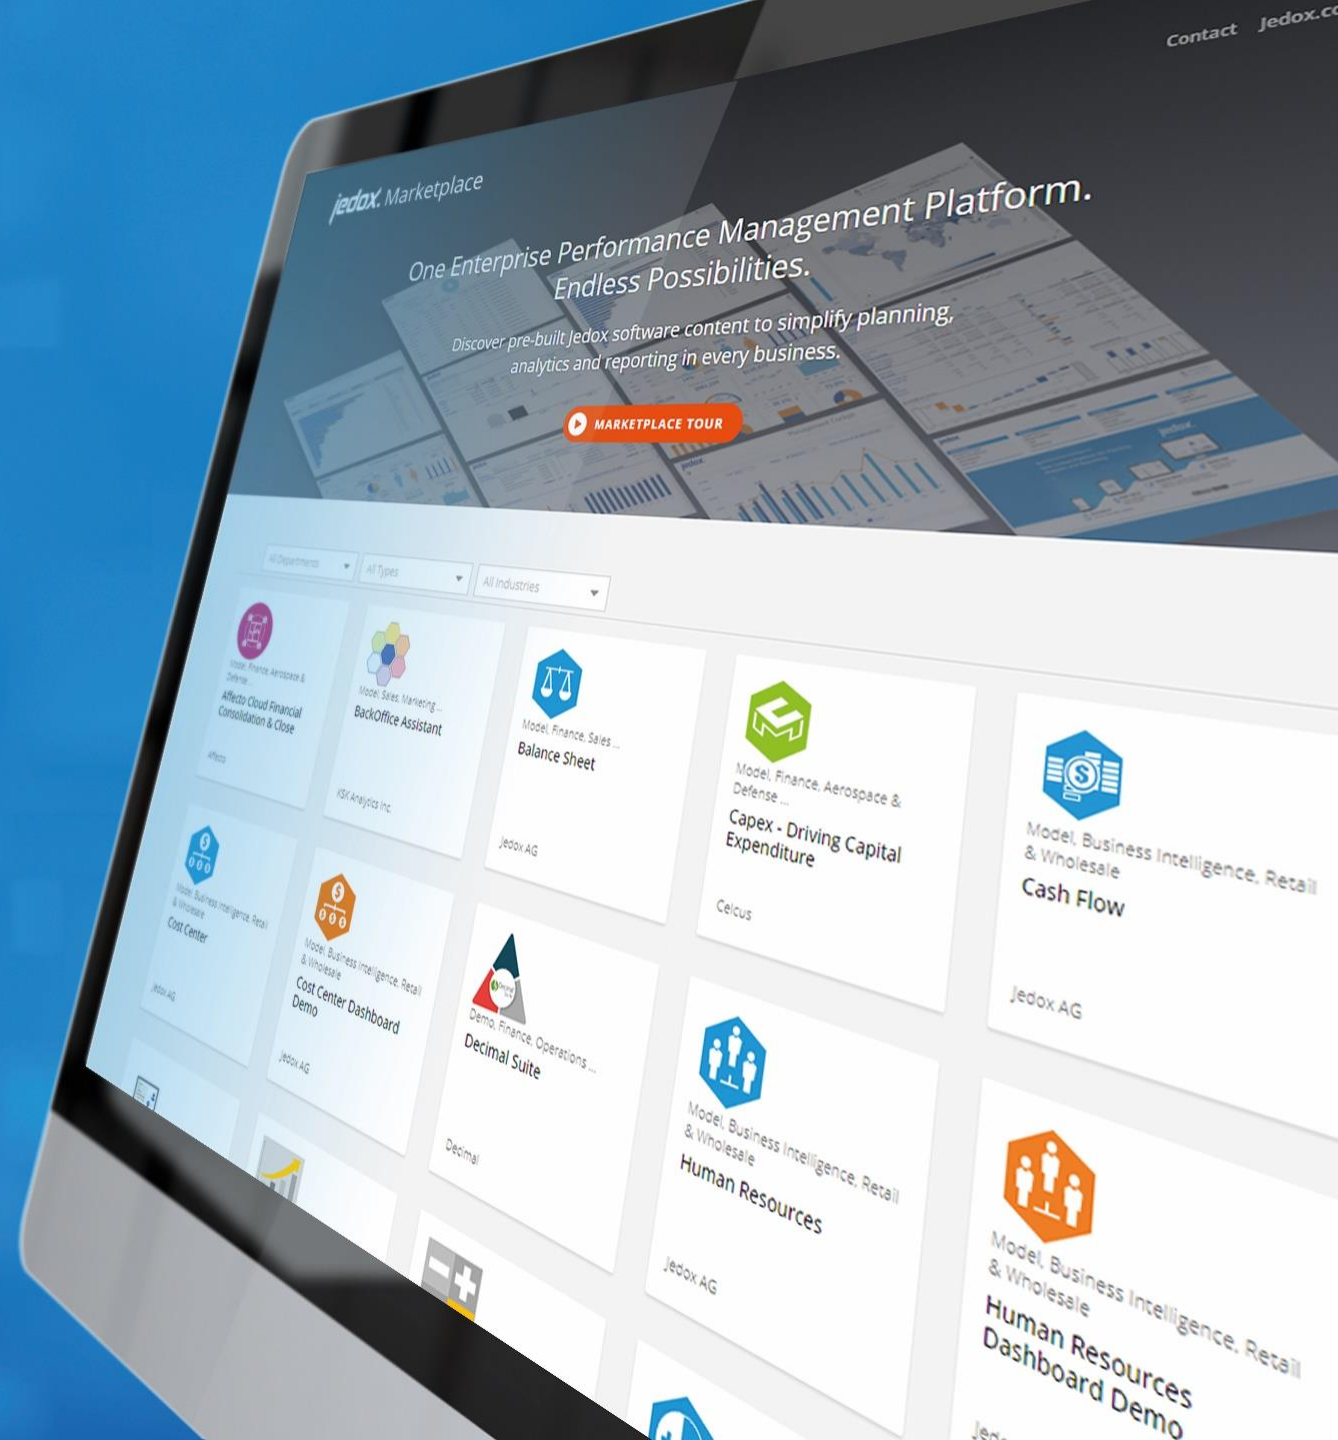 Contact Jedox.co
jedox. Marketplace
One Enterprise Performance Management Platform.
Endless Possibilities.
Discover pre-built Jedox software content to simplify planning,
analytics and reporting in every business.
MARKETPLACE TOUR
All Departments
All Types
All Industries
Model, Finance, Aerospace &
Defense ...
Affecto Cloud Financial
Consolidation & Close
Affecto
Model, Sales, Marketing ...
BackOffice Assistant
KSK Analytics Inc.
Model, Finance, Sales ...
Balance Sheet
Jedox AG
Model, Finance, Aerospace &
Defense ...
Capex - Driving Capital
Expenditure
Celcus
Model, Business Intelligence, Retail
& Wholesale
Cash Flow
Jedox AG
Model, Business Intelligence, Retail
& Wholesale
Cost Center
Jedox AG
Model, Business Intelligence, Retail
& Wholesale
Cost Center Dashboard
Demo
Jedox AG
Demo, Finance, Operations ...
Decimal Suite
Decimal
Model, Business Intelligence, Retail
& Wholesale
Human Resources
Jedox AG
Model, Business Intelligence, Retail
& Wholesale
Human Resources
Dashboard Demo
Jedo